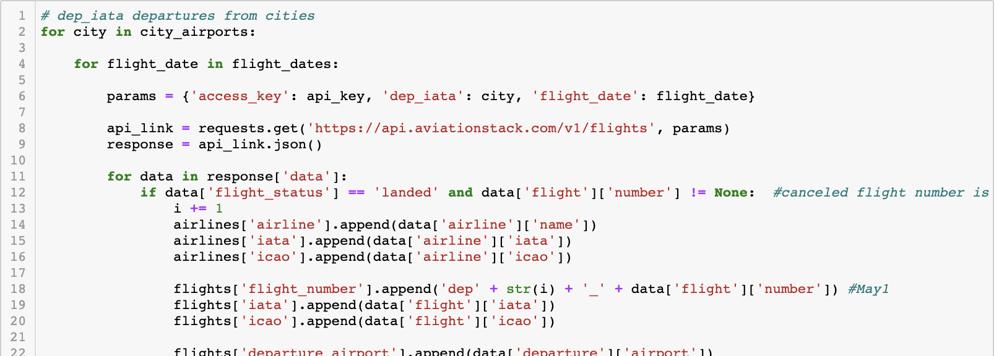 1 # dep_iata departures from cities
2 for city in city_airports:
3
4 for flight_date in flight_dates:
5
6 params = {'access_key': api_key, 'dep_iata': city, 'flight_date': flight_date}
7
8 api_link = requests.get('https://api.aviationstack.com/v1/flights', params)
9 response = api_link.json()
10
11 for data in response['data']:
12 if data['flight_status'] == 'landed' and data['flight']['number'] != None: #canceled flight number is
13 i += 1
14 airlines['airline'].append(data['airline']['name'])
15 airlines['iata'].append(data['airline']['iata'])
16 airlines['icao'].append(data['airline']['icao'])
17
18 flights['flight_number'].append('dep' + str(i) + '_' + data['flight']['number']) #May1
19 flights['iata'].append(data['flight']['iata'])
20 flights['icao'].append(data['flight']['icao'])
21
22 flights['departure_airport'].append(data['departure']['airport'])